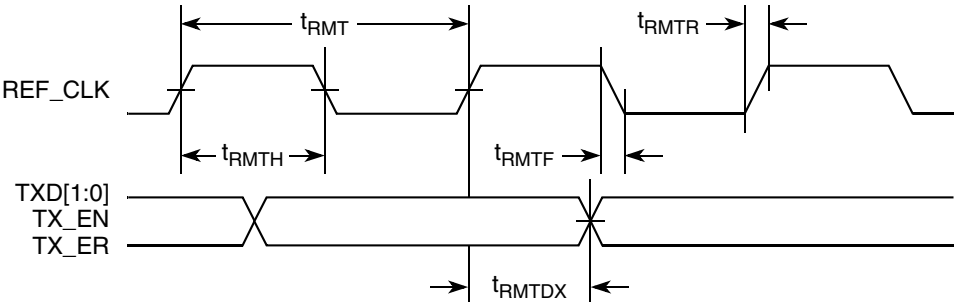 tRMT
tRMTR
REF_CLK
tRMTH
tRMTF
TXD[1:0]
TX_EN
TX_ER
tRMTDX